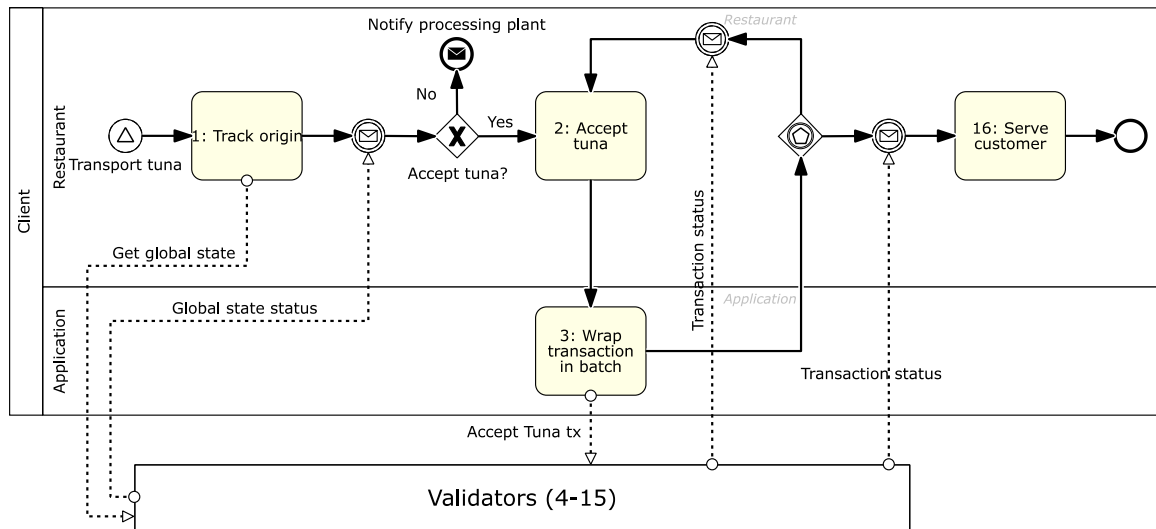 Client
Restaurant
Application
Restaurant
Application
Notify processing plant
No
Yes
Transport tuna
1: Track origin
Accept tuna?
2: Accept
tuna
16: Serve
customer
Get global state
Global state status
Transaction status
3: Wrap
transaction
in batch
Transaction status
Accept Tuna tx
Validators (4-15)